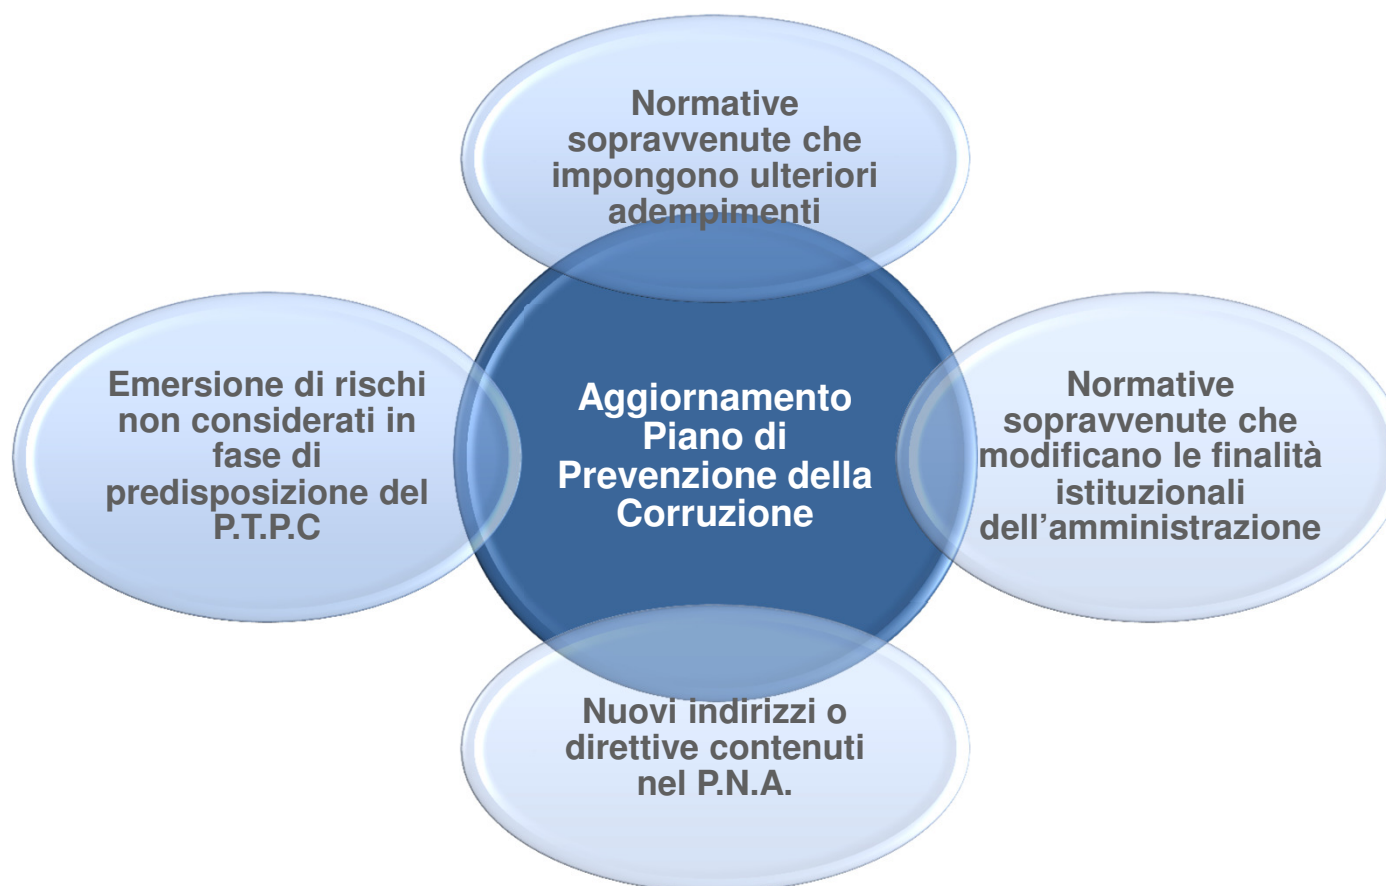 Normative
sopravvenute che
impongono ulteriori
adempimenti
Emersione di rischi
non considerati in
fase di
predisposizione del
P.T.P.C
Aggiornamento
Piano di
Prevenzione della
Corruzione
Normative
sopravvenute che
modificano le finalità
istituzionali
dell’amministrazione
Nuovi indirizzi o
direttive contenuti
nel P.N.A.